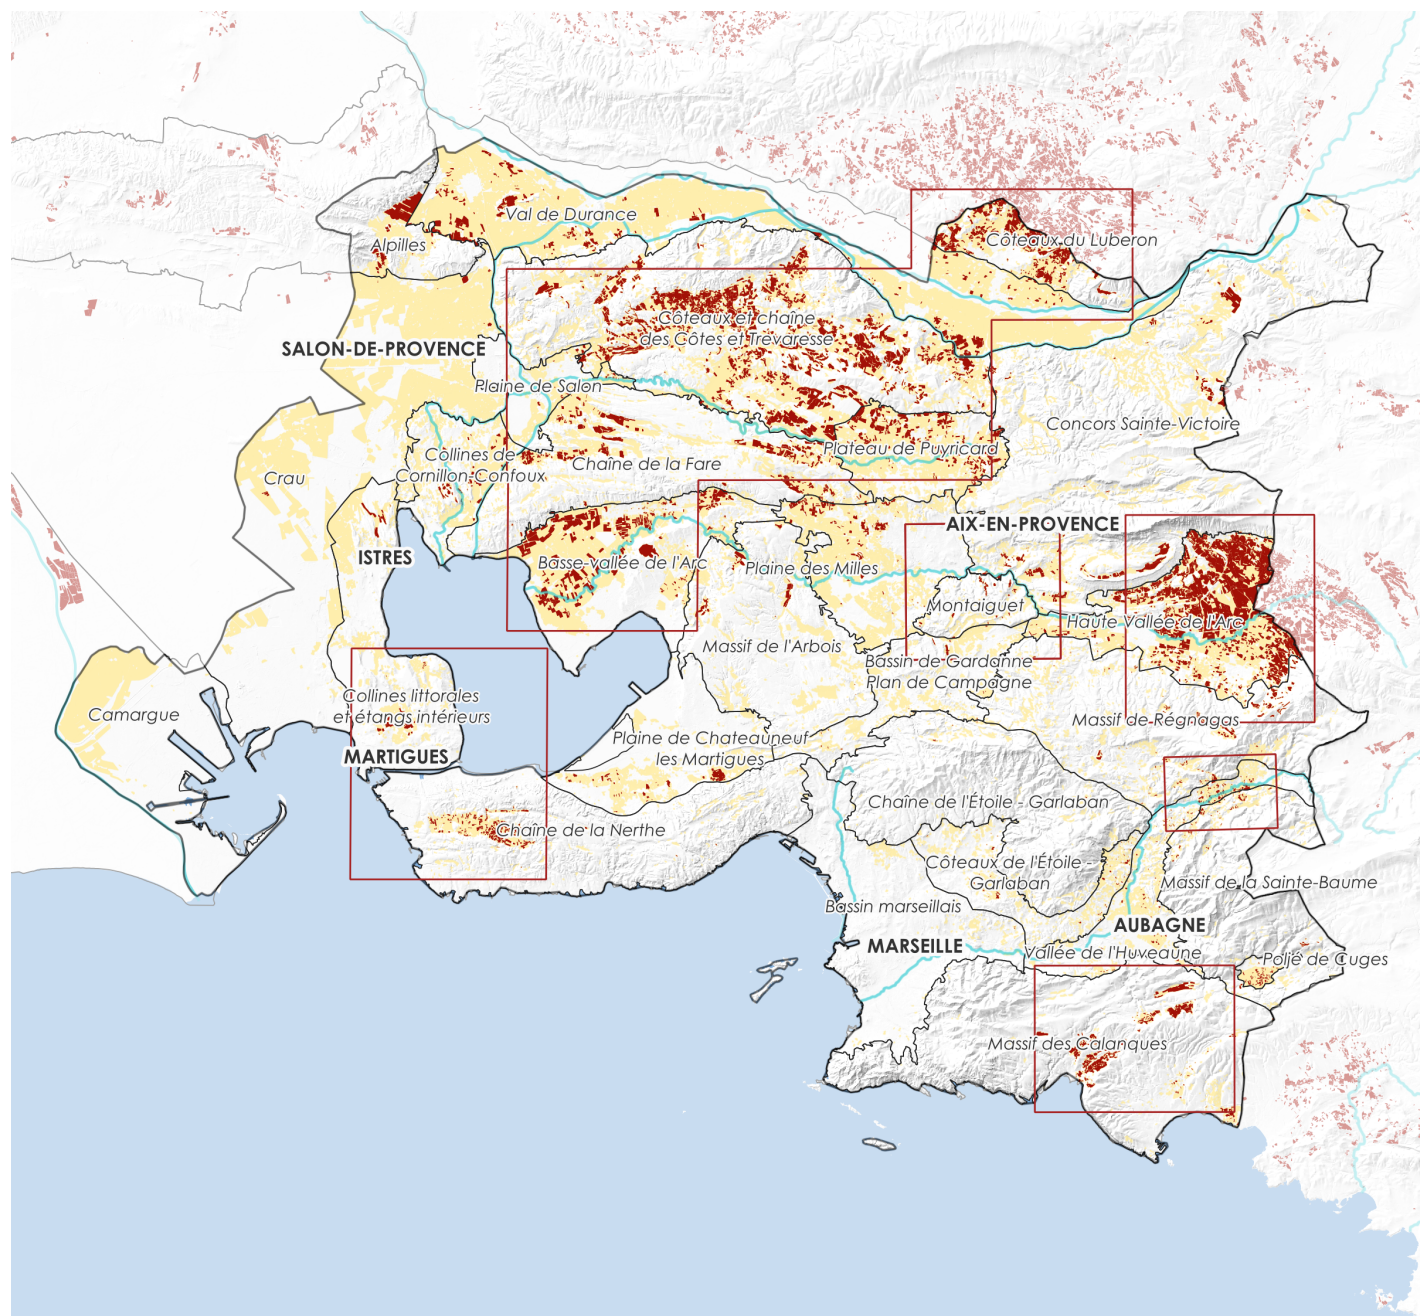 Val de Durance
Alpilles
Côteaux du Luberon
Côteaux et chaîne
des Côtes et Trévaresse
SALON-DE-PROVENCE
Plaine de Salon
Concors Sainte-Victoire
Collines de
Cornillon-Confoux
Plateau de Puyricard
Chaîne de la Fare
Crau
AIX-EN-PROVENCE
ISTRES
Basse-vallée de l'Arc
Plaine des Milles
Montaiguet
Haute Vallée de l'Arc
Massif de l'Arbois
Bassin de Gardanne
Plan de Campagne
Collines littorales
et étangs intérieurs
Camargue
Massif de Régnagas
MARTIGUES
Plaine de Chateauneuf
les Martigues
Chaîne de l'Étoile - Garlaban
Chaîne de la Nerthe
Côteaux de l'Étoile -
Garlaban
Massif de la Sainte-Baume
Bassin marseillais
AUBAGNE
MARSEILLE
Vallée de l'Huveaune
Poljé de Cuges
Massif des Calanques